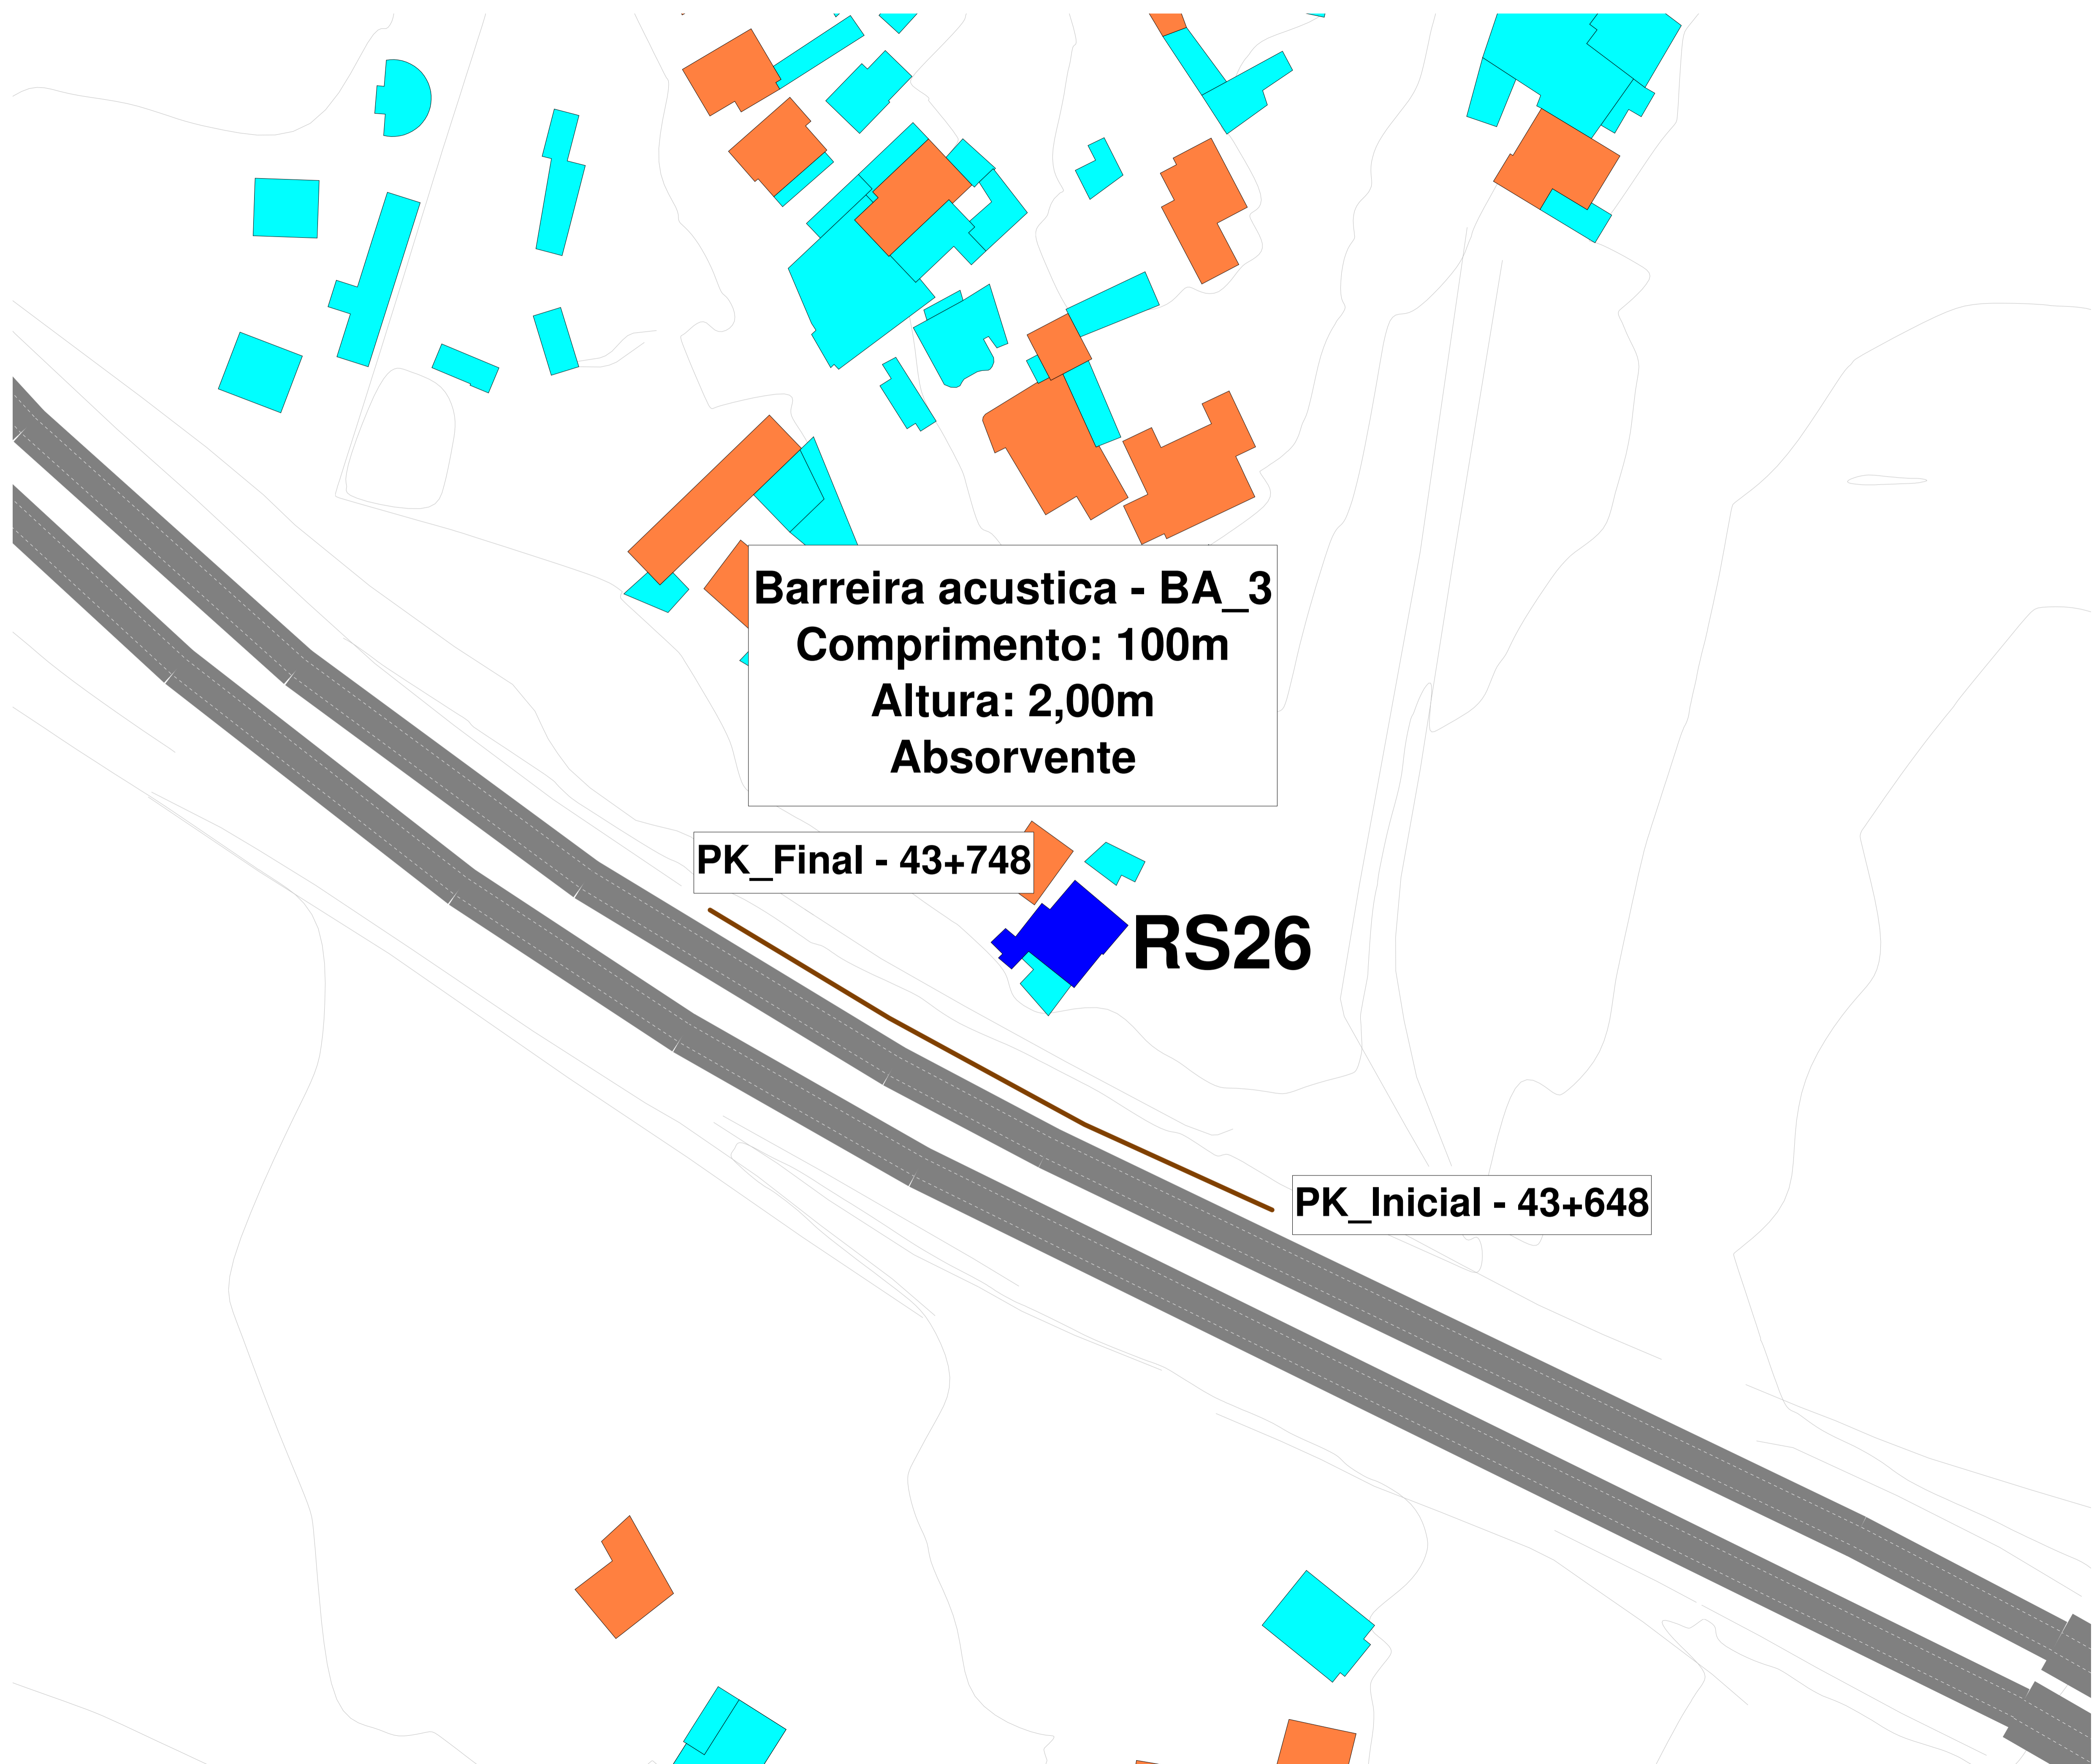 Barreira acustica - BA_3
Comprimento: 100m
Altura: 2,00m
Absorvente
PK_Final - 43+748
RS26
PK_Inicial - 43+648